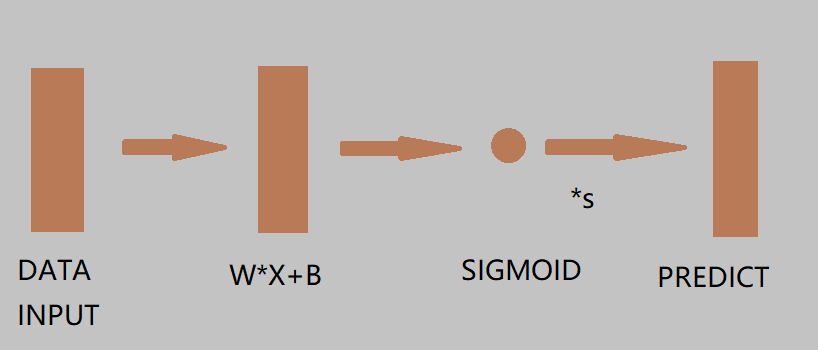 *s
DATA
INPUT
W*X+B
SIGMOID
PREDICT